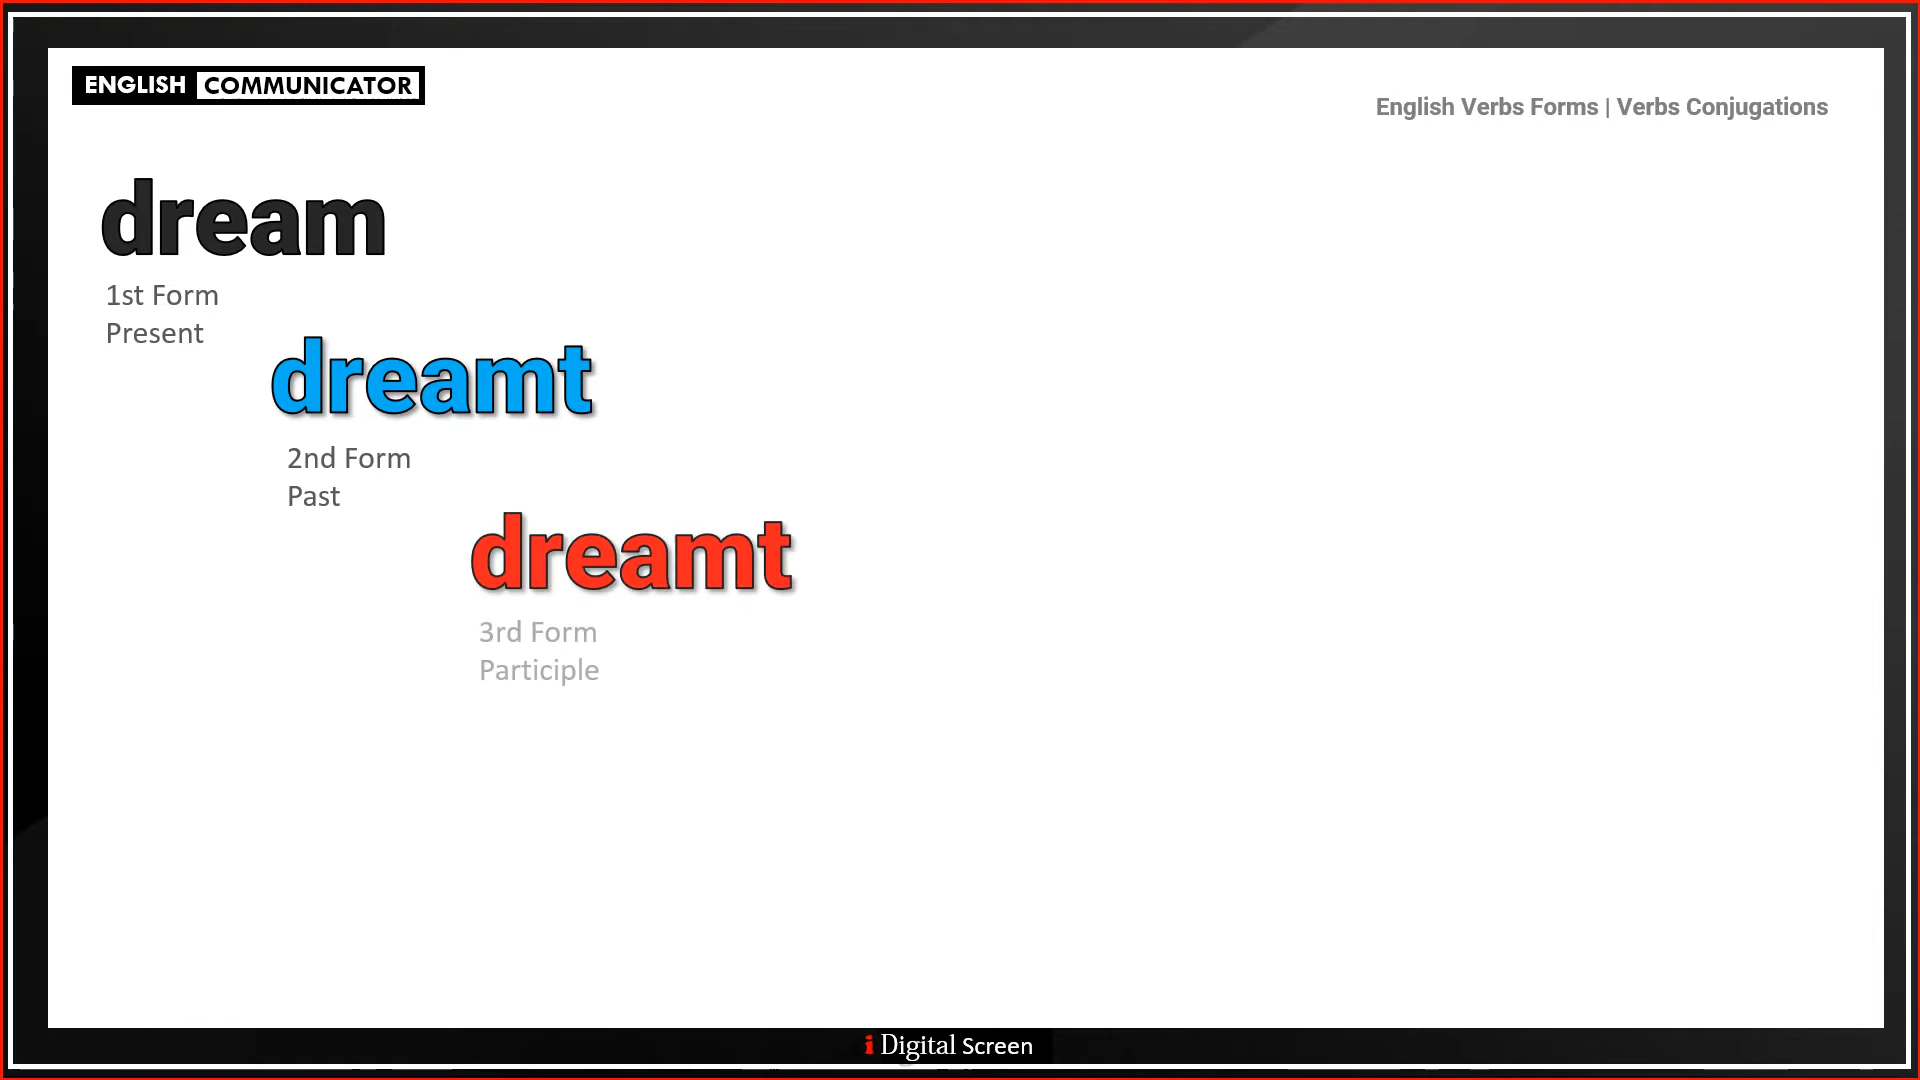 ENGLISH COMMUNICATOR
English Verbs Forms | Verbs Conjugations
dream
1st Form
Present
dreamt
2nd Form
Past
dreamt
3rd Form
Participle
i Digital Screen